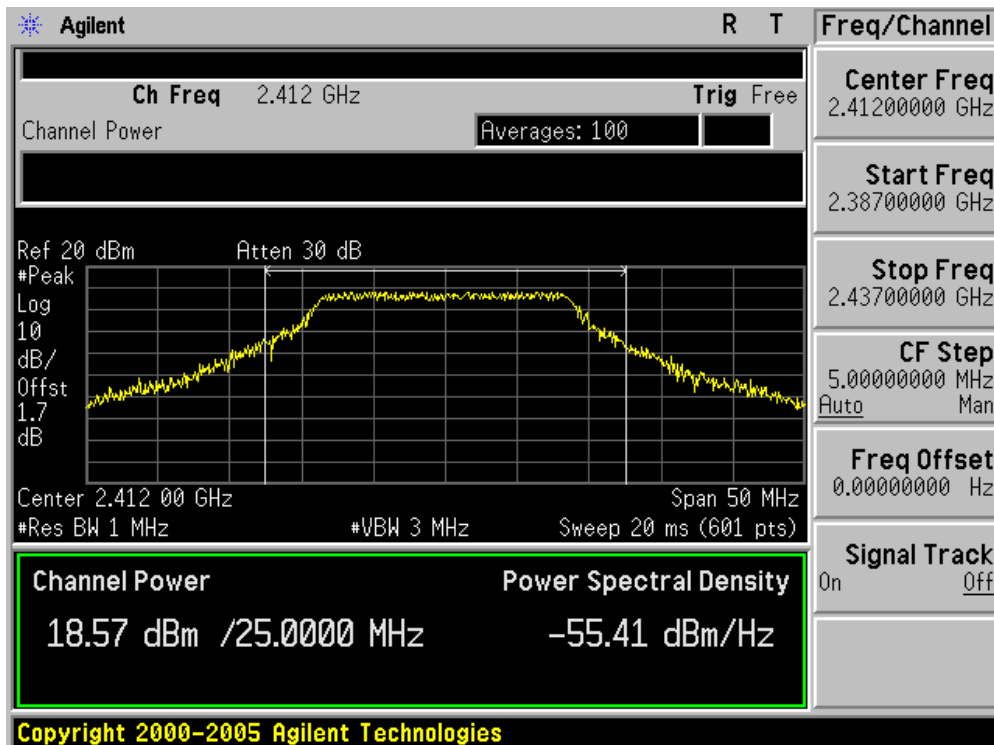 Agilent R T Freq/Channel
Ch Freq 2.412 GHz Trig Free
Channel Power Averages: 100
Center Freq
2.41200000 GHz
Start Freq
2.38700000 GHz
Stop Freq
2.43700000 GHz
CF Step
5.00000000 MHz
Auto Man
Freq Offset
0.00000000 Hz
Signal Track
On Off
Ref 20 dBm Atten 30 dB
#Peak
Log
10
dB/
Offst
1.7
dB
Center 2.412 00 GHz Span 50 MHz
#Res BW 1 MHz #VBW 3 MHz Sweep 20 ms (601 pts)
Channel Power Power Spectral Density
18.57 dBm /25.0000 MHz -55.41 dBm/Hz
Copyright 2000-2005 Agilent Technologies